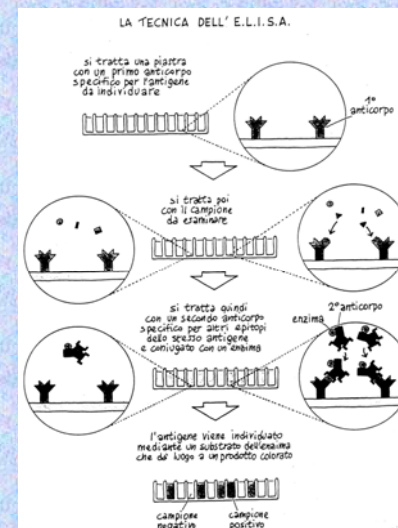 LA TECNICA DELL' E.L.I.S.A.
si tratta una piastra
con un primo anticorpo
specifico per l'antigene
da individuare
1°
anticorpo
si tratta poi
con il campione
da esaminare
si tratta quindi
con un secondo anticorpo
specifico per altri epitopi
dello stesso antigene
e coniugato con un enzima
2° anticorpo
enzima
l'antigene viene individuato
mediante un substrato dell'enzima
che dà luogo a un prodotto colorato
campione
negativo
campione
positivo